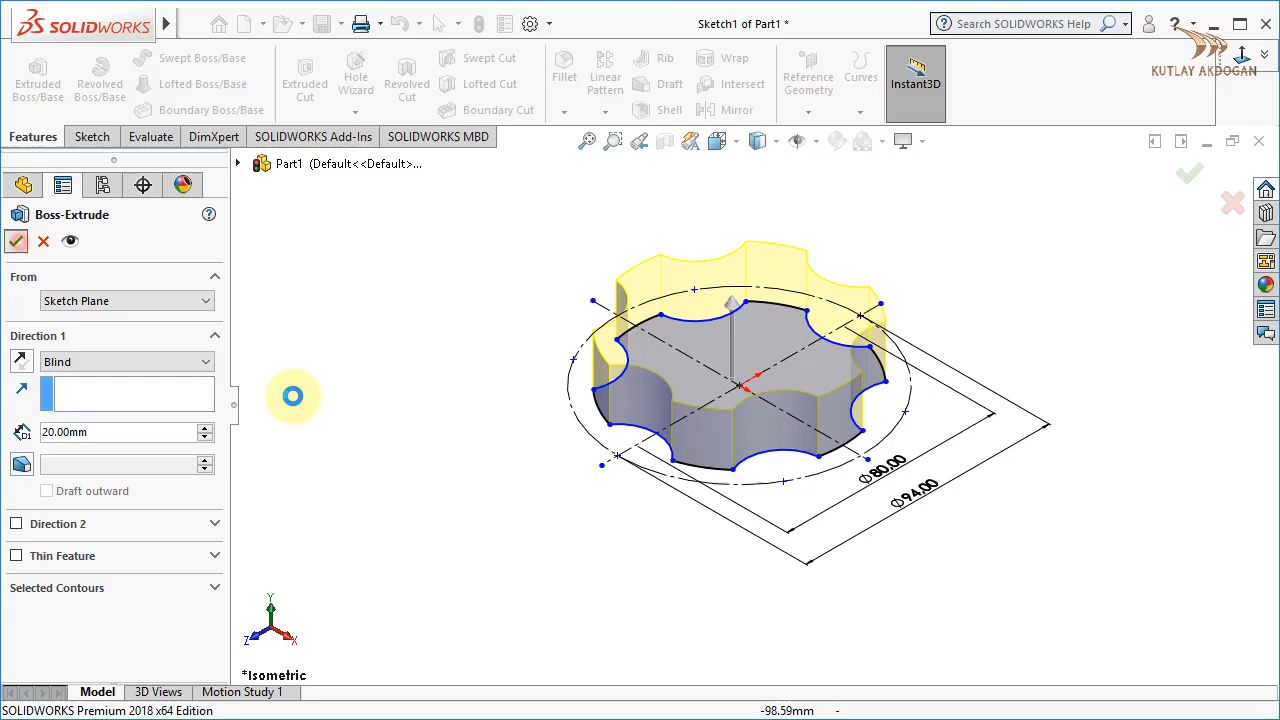 SOLIDWORKS
Sketch1 of Part1 *
Search SOLIDWORKS Help
KUTLAY AKDOGAN
Extruded Boss/Base
Revolved Boss/Base
Swept Boss/Base
Lofted Boss/Base
Boundary Boss/Base
Extruded Cut
Hole Wizard
Revolved Cut
Swept Cut
Lofted Cut
Boundary Cut
Fillet
Linear Pattern
Rib
Draft
Shell
Wrap
Intersect
Mirror
Reference Geometry
Curves
Instant3D
Features
Sketch
Evaluate
DimXpert
SOLIDWORKS Add-Ins
SOLIDWORKS MBD
Part1 (Default<<Default>...
Boss-Extrude
From
Sketch Plane
Direction 1
Blind
D1
20.00mm
Draft outward
Direction 2
Thin Feature
Selected Contours
∅80.00
∅94.00
Y
Z
X
*Isometric
Model
3D Views
Motion Study 1
SOLIDWORKS Premium 2018 x64 Edition
-98.59mm
-